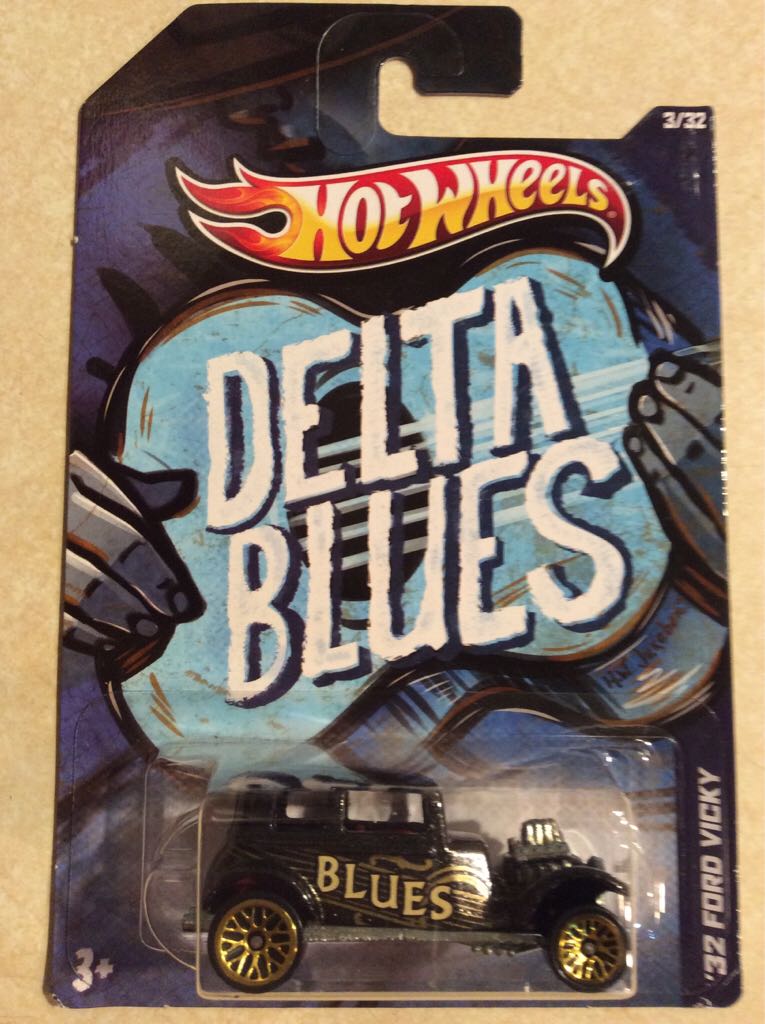 3/32
HOT WHEELS
DELTA
BLUES
BLUES
'32 FORD VICKY
3+